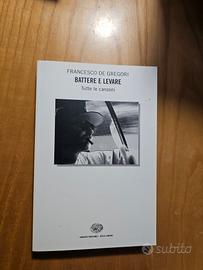 FRANCESCO DE GREGORI
BATTERE E LEVARE
Tutte le canzoni
subito